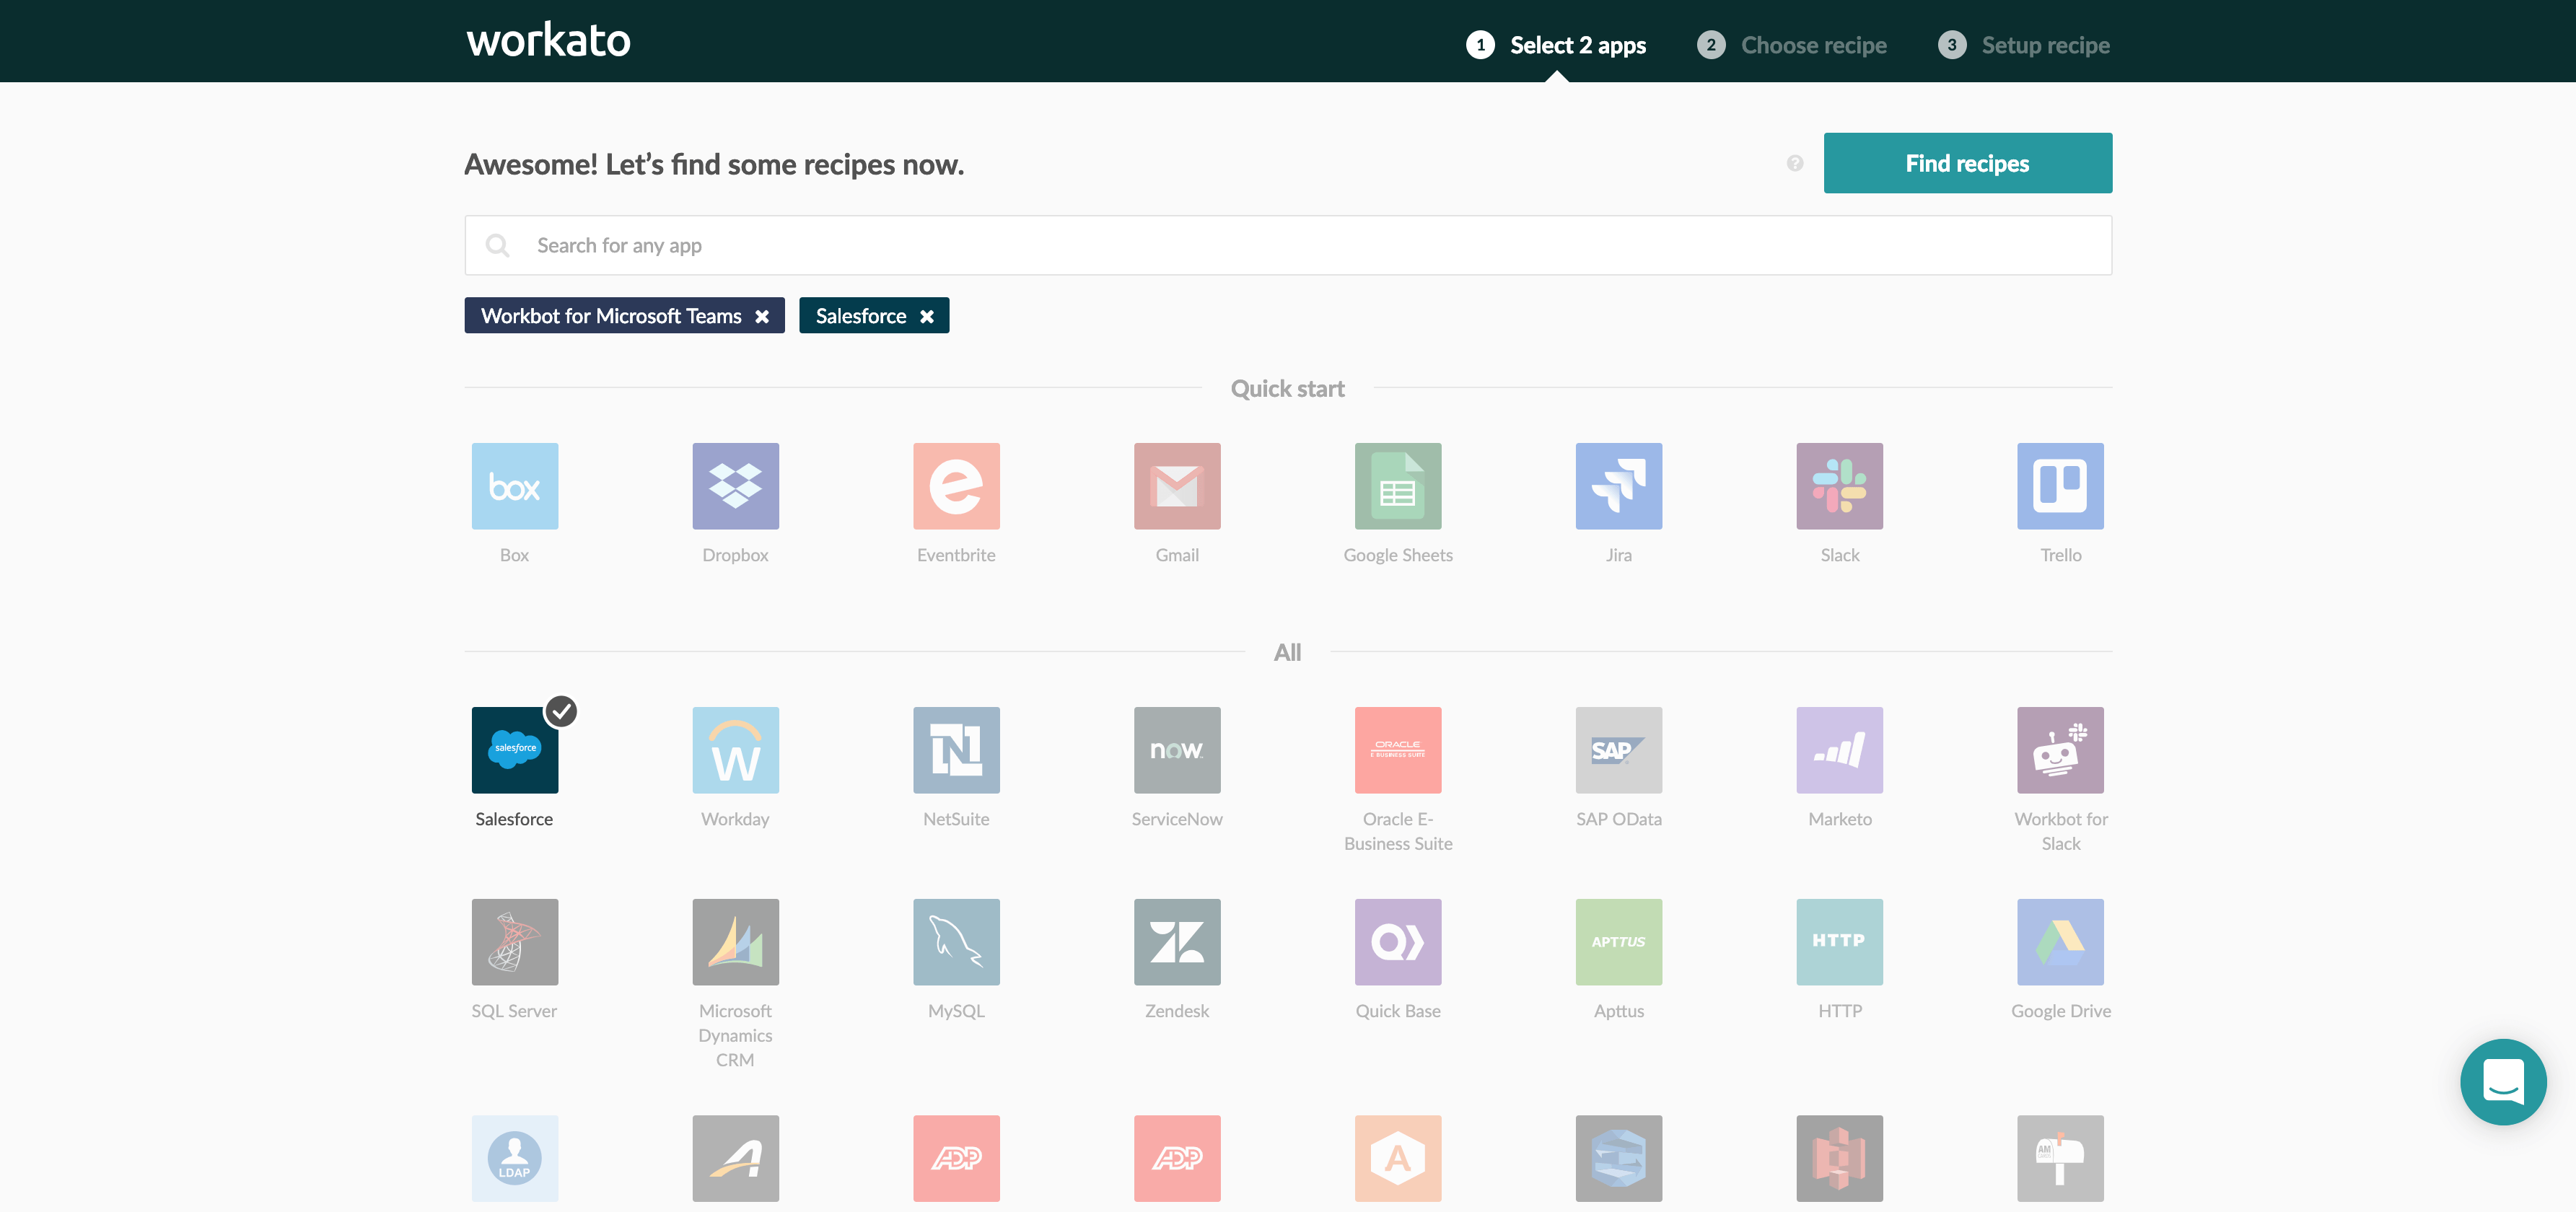 workato
1 Select 2 apps
2 Choose recipe
3 Setup recipe
Awesome! Let's find some recipes now.
?
Find recipes
Search for any app
Workbot for Microsoft Teams ×
Salesforce ×
Quick start
box
Box
Dropbox
Eventbrite
Gmail
Google Sheets
Jira
Slack
Trello
All
salesforce
Salesforce
Workday
N
NetSuite
now
ServiceNow
ORACLE
E-BUSINESS SUITE
Oracle E-
Business Suite
SAP
SAP OData
Marketo
Workbot for
Slack
SQL Server
Microsoft
Dynamics
CRM
MySQL
Zendesk
Quick Base
APTTUS
Apttus
HTTP
HTTP
Google Drive
LDAP
ADP
ADP
A
AM